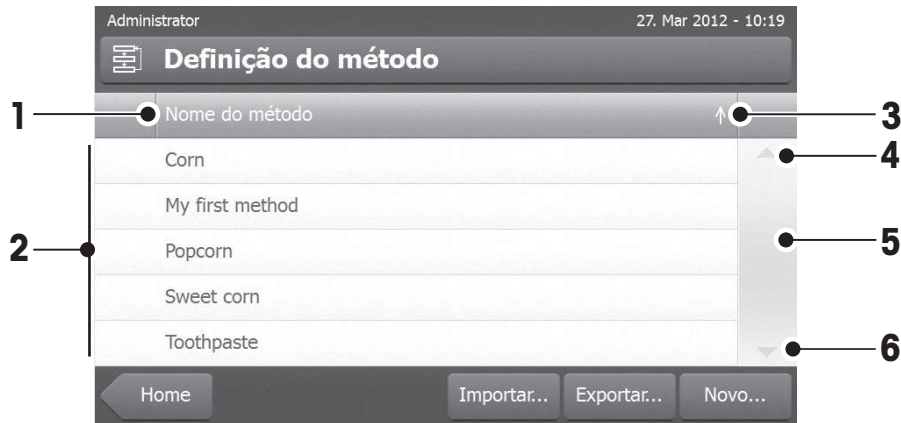 Administrator 27. Mar 2012 - 10:19
Definição do método
1 Nome do método 3
Corn 4
My first method
2 Popcorn 5
Sweet corn
Toothpaste 6
Home Importar... Exportar... Novo...